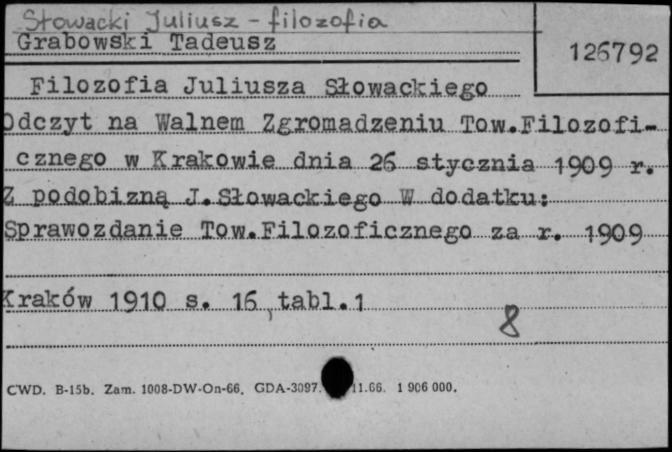 Słowacki Juliusz - filozofia
Grabowski Tadeusz
126792
Filozofia Juliusza Słowackiego
Odczyt na Walnem Zgromadzeniu Tow.Filozofi-
cznego w Krakowie dnia 26 stycznia 1909 r.
Z podobizną J.Słowackiego W dodatku:
Sprawozdanie Tow.Filozoficznego za r. 1909
Kraków 1910 s. 16, tabl.1
8
CWD. B-15b. Zam. 1008-DW-On-66. GDA-3097. 11.66. 1 906 000.